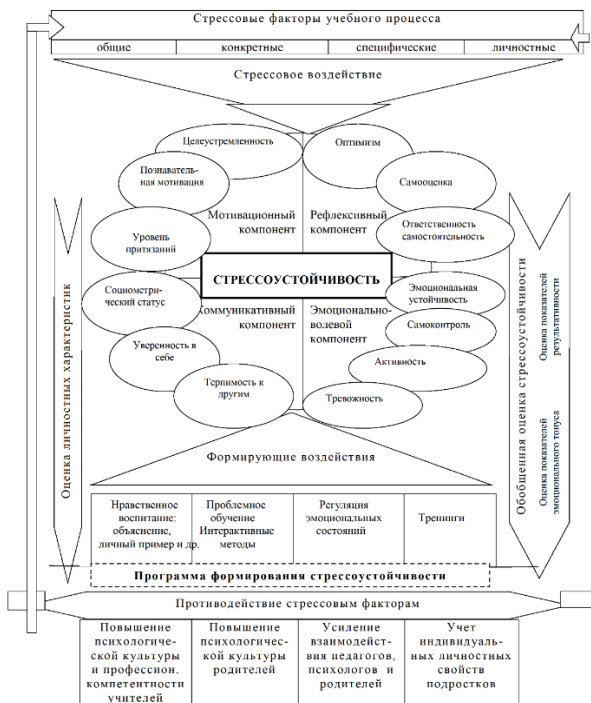 Стрессовые факторы учебного процесса
общие
конкретные
специфические
личностные
Стрессовое воздействие
Целеустремленность
Оптимизм
Познаватель-
ная мотивация
Самооценка
Мотивационный
компонент
Рефлексивный
компонент
Уровень
притязаний
Ответственность
самостоятельность
СТРЕССОУСТОЙЧИВОСТЬ
Социометри-
ческий статус
Эмоциональная
устойчивость
Коммуникативный
компонент
Эмоционально-
волевой
компонент
Самоконтроль
Уверенность в
себе
Активность
Терпимость к
другим
Тревожность
Оценка личностных характеристик
Обобщенная оценка стрессоустойчивости
Оценка показателей
результативности
Оценка показателей
эмоционального тонуса
Формирующие воздействия
Нравственное
воспитание:
объяснение,
личный пример и др.
Проблемное
обучение
Интерактивные
методы
Регуляция
эмоциональных
состояний
Тренинги
Программа формирования стрессоустойчивости
Противодействие стрессовым факторам
Повышение
психологиче-
ской культуры
и професcион.
компетентности
учителей
Повышение
психологичес-
кой культуры
родителей
Усиление
взаимодейст-
вия педагогов,
психологов и
родителей
Учет
индивидуаль-
ных личностных
свойств
подростков